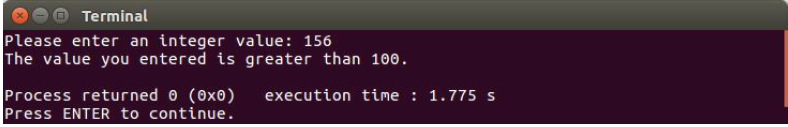 Terminal
Please enter an integer value: 156
The value you entered is greater than 100.
Process returned 0 (0x0)   execution time : 1.775 s
Press ENTER to continue.